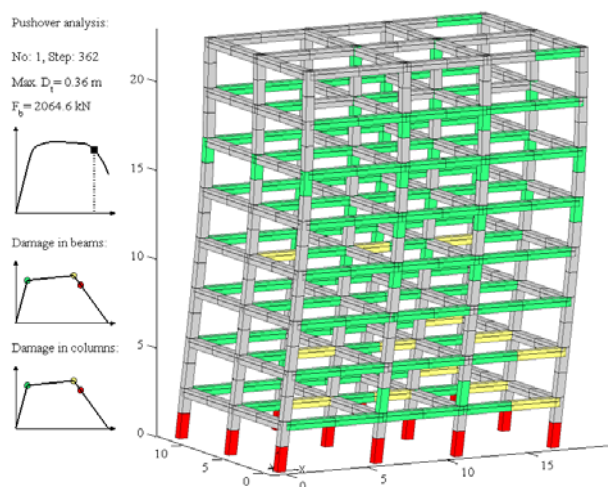 Pushover analysis:
No: 1, Step: 362
Max. D_t = 0.36 m
F_b = 2064.6 kN
Damage in beams:
Damage in columns:
20
15
10
5
0
10
5
0
X
0
5
10
15